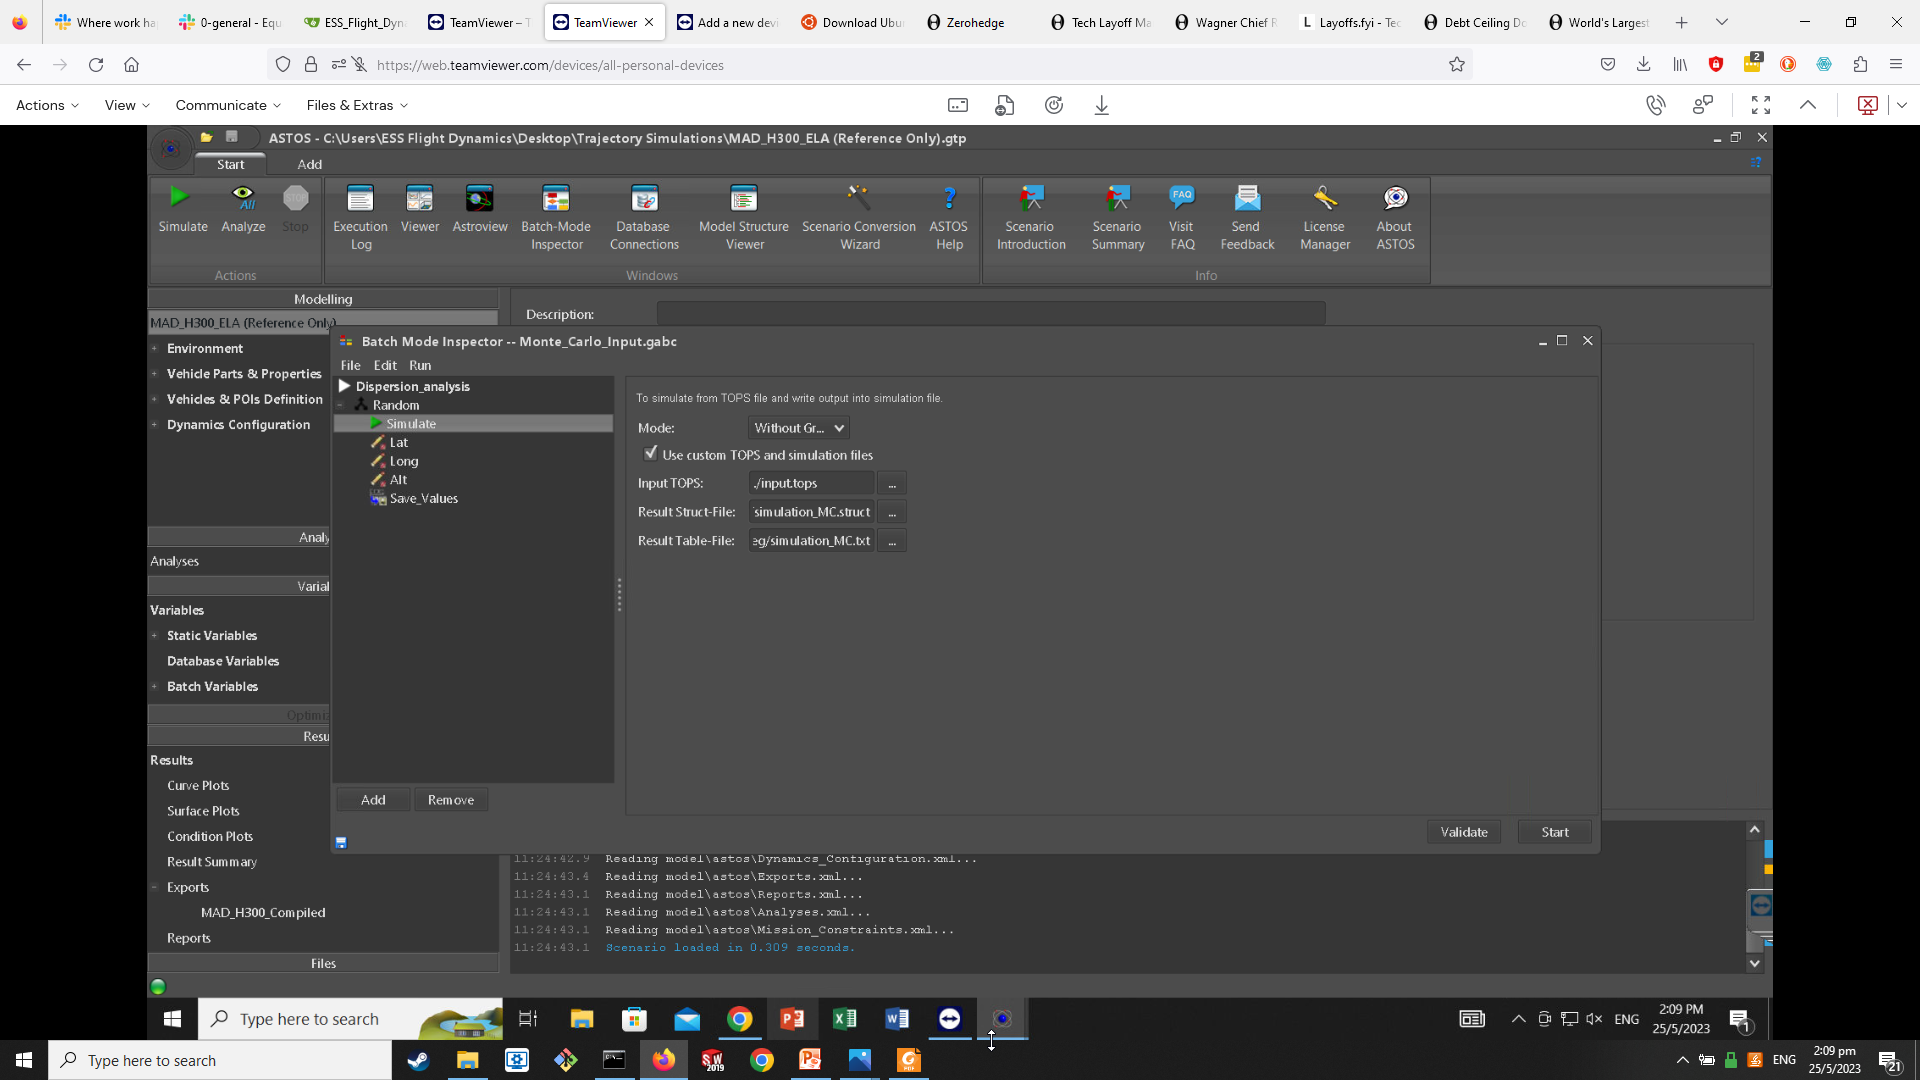 Where work ha
0-general - Equ
ESS_Flight_Dyna
TeamViewer – T
TeamViewer
Add a new devi
Download Ubu
Zerohedge
Tech Layoff Ma
Wagner Chief R
Layoffs.fyi - Tec
Debt Ceiling Do
World's Largest
https://web.teamviewer.com/devices/all-personal-devices
2
Actions
View
Communicate
Files & Extras
ASTOS - C:\Users\ESS Flight Dynamics\Desktop\Trajectory Simulations\MAD_H300_ELA (Reference Only).gtp
Start
Add
Simulate
Analyze
Stop
Execution Log
Viewer
Astroview
Batch-Mode Inspector
Database Connections
Model Structure Viewer
Scenario Conversion Wizard
ASTOS Help
Scenario Introduction
Scenario Summary
Visit FAQ
Send Feedback
License Manager
About ASTOS
Actions
Windows
Info
Modelling
Description:
MAD_H300_ELA (Reference Only)
Environment
Vehicle Parts & Properties
Vehicles & POIs Definition
Dynamics Configuration
Analy
Analyses
Varial
Variables
Static Variables
Database Variables
Batch Variables
Optimiz
Resu
Results
Curve Plots
Surface Plots
Condition Plots
Result Summary
Exports
MAD_H300_Compiled
Reports
Files
Batch Mode Inspector -- Monte_Carlo_Input.gabc
File Edit Run
Dispersion_analysis
Random
Simulate
Lat
Long
Alt
Save_Values
Add
Remove
To simulate from TOPS file and write output into simulation file.
Mode: Without Gr...
Use custom TOPS and simulation files
Input TOPS: ./input.tops ...
Result Struct-File: simulation_MC.struct ...
Result Table-File: eg/simulation_MC.txt ...
Validate
Start
11:24:42.9 Reading model\astos\Dynamics_Configuration.xml...
11:24:43.4 Reading model\astos\Exports.xml...
11:24:43.1 Reading model\astos\Reports.xml...
11:24:43.1 Reading model\astos\Analyses.xml...
11:24:43.1 Reading model\astos\Mission_Constraints.xml...
11:24:43.1 Scenario loaded in 0.309 seconds.
Type here to search
ENG
2:09 PM
25/5/2023
1
Type here to search
ENG
2:09 pm
25/5/2023
21